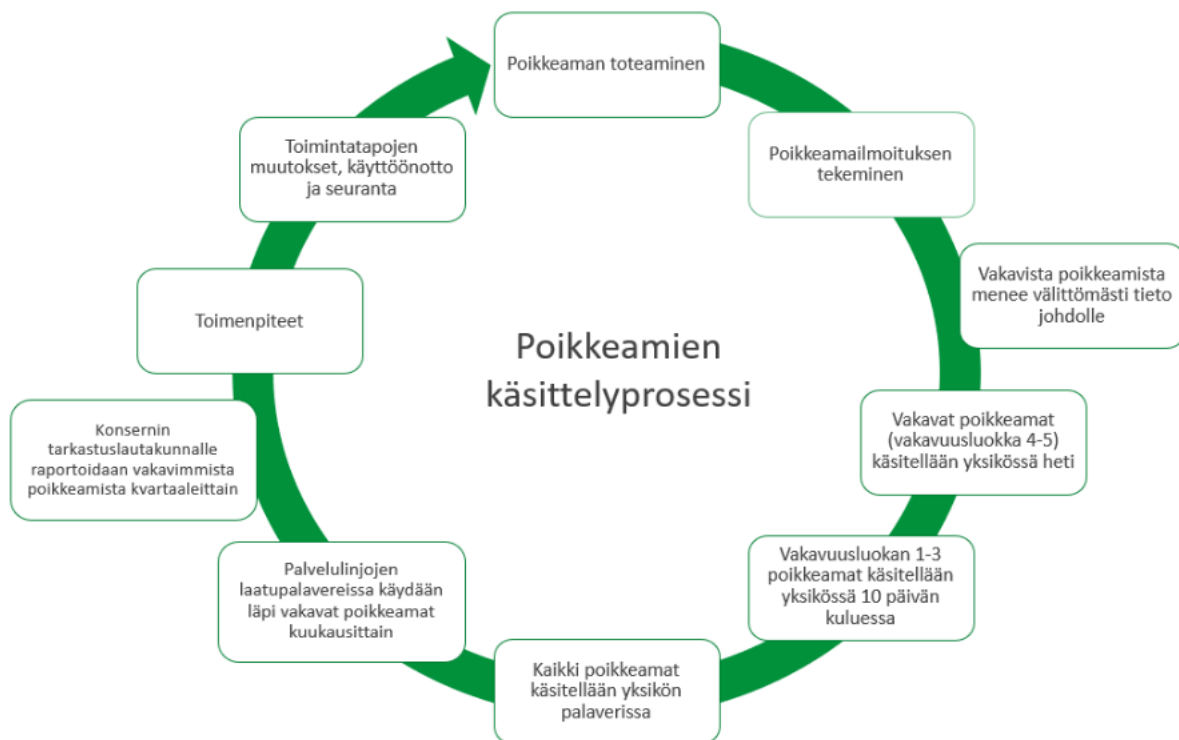 Poikkeaman toteaminen
Poikkeamailmoituksen
tekeminen
Vakavista poikkeamista
menee välittömästi tieto
johdolle
Vakavat poikkeamat
(vakavuusluokka 4-5)
käsitellään yksikössä heti
Vakavuusluokan 1-3
poikkeamat käsitellään
yksikössä 10 päivän
kuluessa
Kaikki poikkeamat
käsitellään yksikön
palaverissa
Palvelulinjojen
laatupalavereissa käydään
läpi vakavat poikkeamat
kuukausittain
Konsernin
tarkastuslautakunnalle
raportoidaan vakavimmista
poikkeamista kvartaaleittain
Toimenpiteet
Toimintatapojen
muutokset, käyttöönotto
ja seuranta
Poikkeamien
käsittelyprosessi